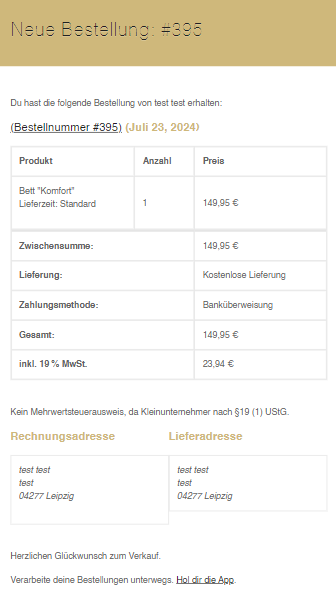 Neue Bestellung: #395
Du hast die folgende Bestellung von test test erhalten:
(Bestellnummer #395) (Juli 23, 2024)
Produkt Anzahl Preis
Bett "Komfort"
Lieferzeit: Standard 1 149,95 €
Zwischensumme: 149,95 €
Lieferung: Kostenlose Lieferung
Zahlungsmethode: Banküberweisung
Gesamt: 149,95 €
inkl. 19 % MwSt. 23,94 €
Kein Mehrwertsteuerausweis, da Kleinunternehmer nach §19 (1) UStG.
Rechnungsadresse Lieferadresse
test test test test
test test
04277 Leipzig 04277 Leipzig
Herzlichen Glückwunsch zum Verkauf.
Verarbeite deine Bestellungen unterwegs. Hol dir die App.